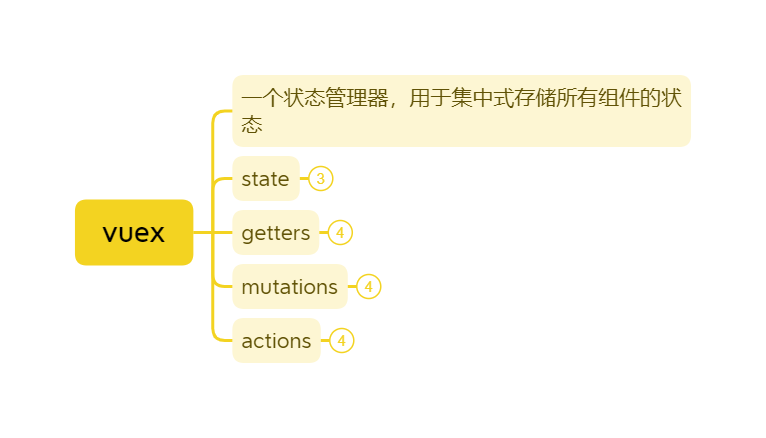 vuex
一个状态管理器，用于集中式存储所有组件的状
态
state 3
getters 4
mutations 4
actions 4